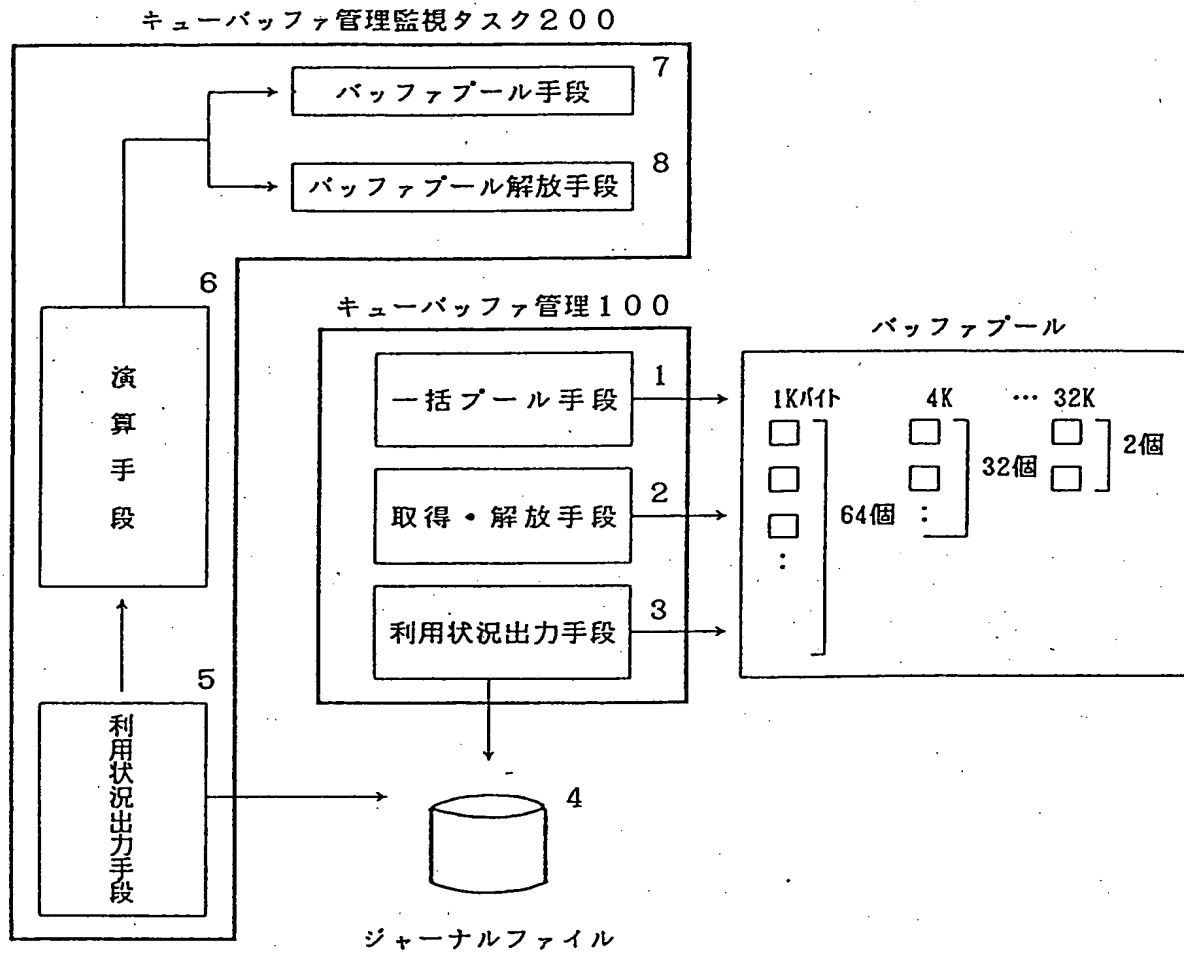 キューバッファ管理監視タスク200
7
バッファプール手段
8
バッファプール解放手段
6
演算手段
キューバッファ管理100
バッファプール
1
一括プール手段
1Kバイト
4K
… 32K
2個
32個
2
取得・解放手段
64個
:
:
3
利用状況出力手段
5
利用状況出力手段
4
ジャーナルファイル